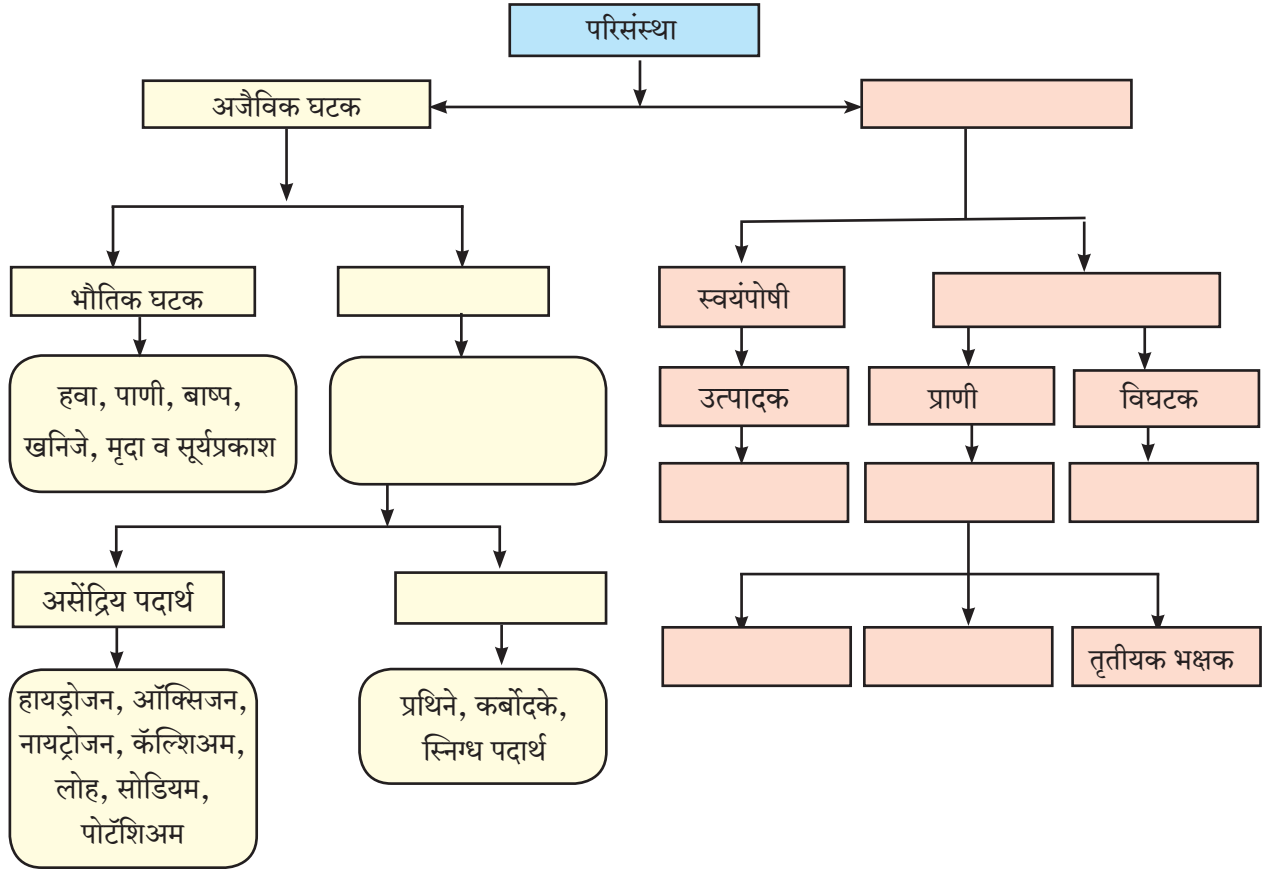 परिसंस्था
अजैविक घटक
भौतिक घटक
हवा, पाणी, बाष्प,
खनिजे, मृदा व सूर्यप्रकाश
असेंद्रिय पदार्थ
हायड्रोजन, ऑक्सिजन,
नायट्रोजन, कॅल्शिअम,
लोह, सोडियम,
पोटॅशिअम
प्रथिने, कर्बोदके,
स्निग्ध पदार्थ
स्वयंपोषी
उत्पादक
प्राणी
विघटक
तृतीयक भक्षक